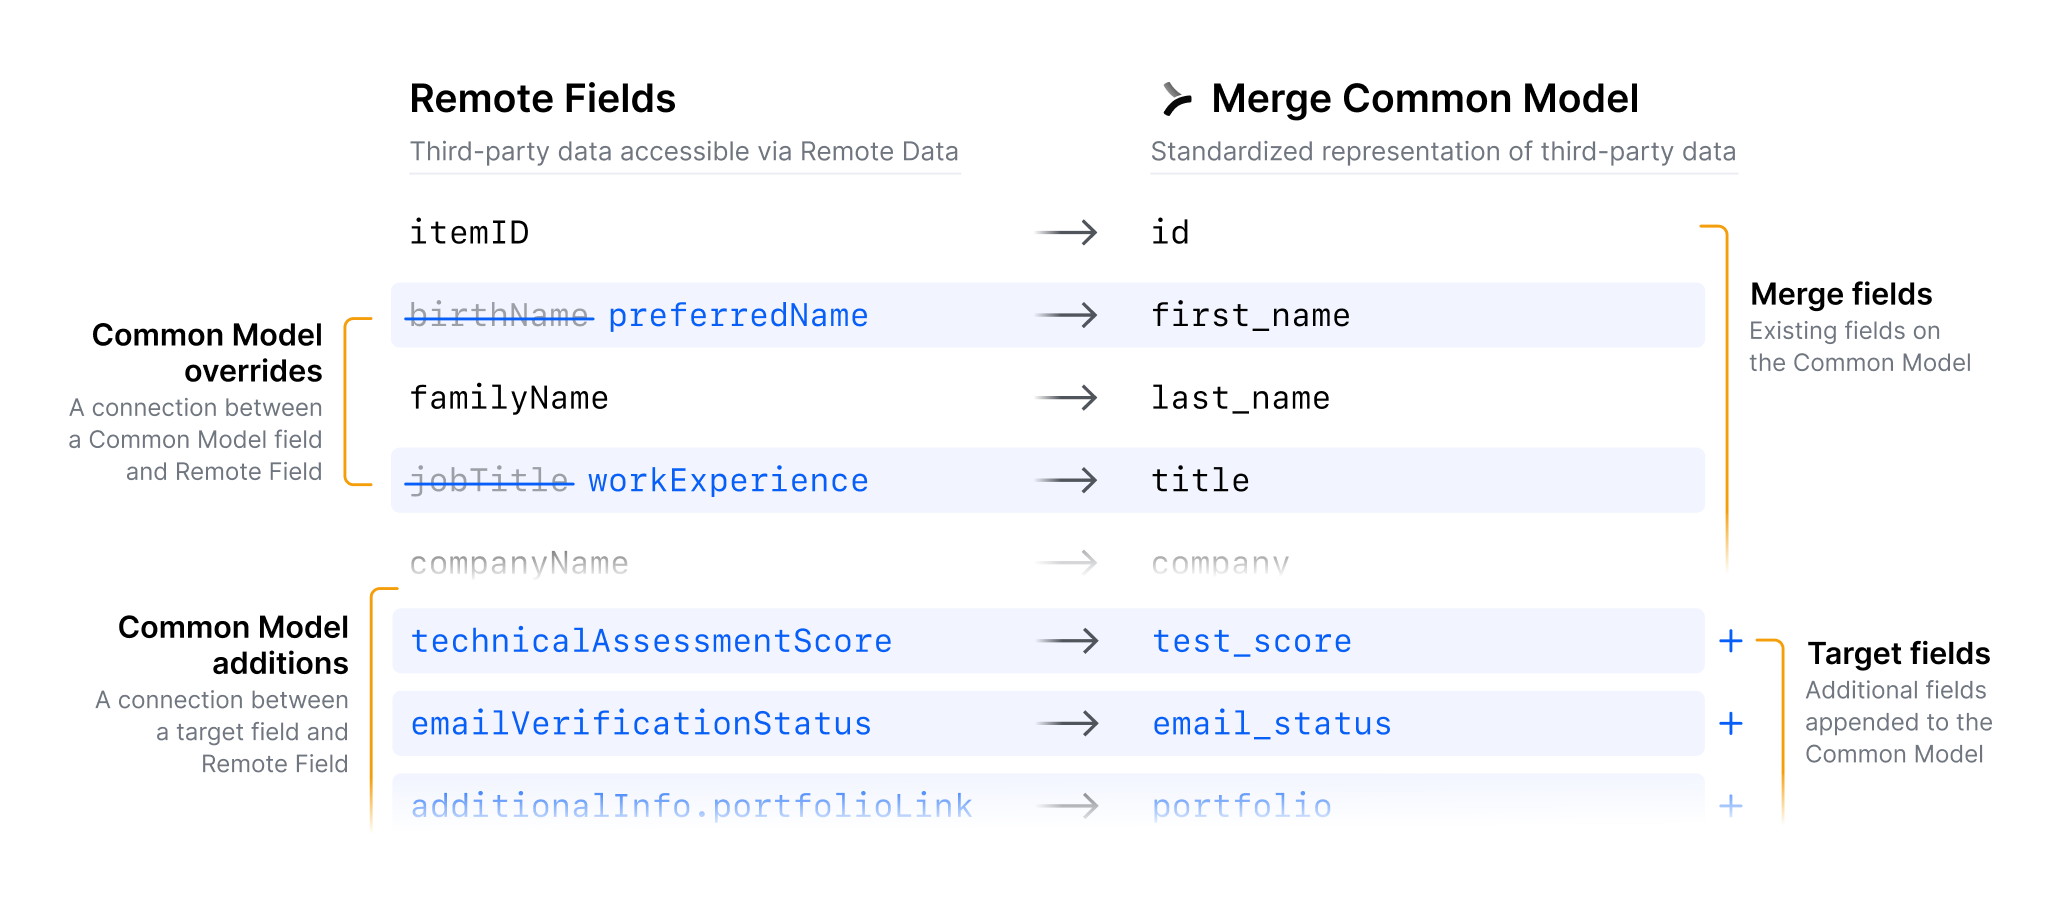 Remote Fields
Third-party data accessible via Remote Data
Merge Common Model
Standardized representation of third-party data
itemID → id
birthName preferredName → first_name
familyName → last_name
jobTitle workExperience → title
companyName → company
technicalAssessmentScore → test_score +
emailVerificationStatus → email_status +
additionalInfo.portfolioLink → portfolio +
Common Model
overrides
A connection between
a Common Model field
and Remote Field
Common Model
additions
A connection between
a target field and
Remote Field
Merge fields
Existing fields on
the Common Model
Target fields
Additional fields
appended to the
Common Model